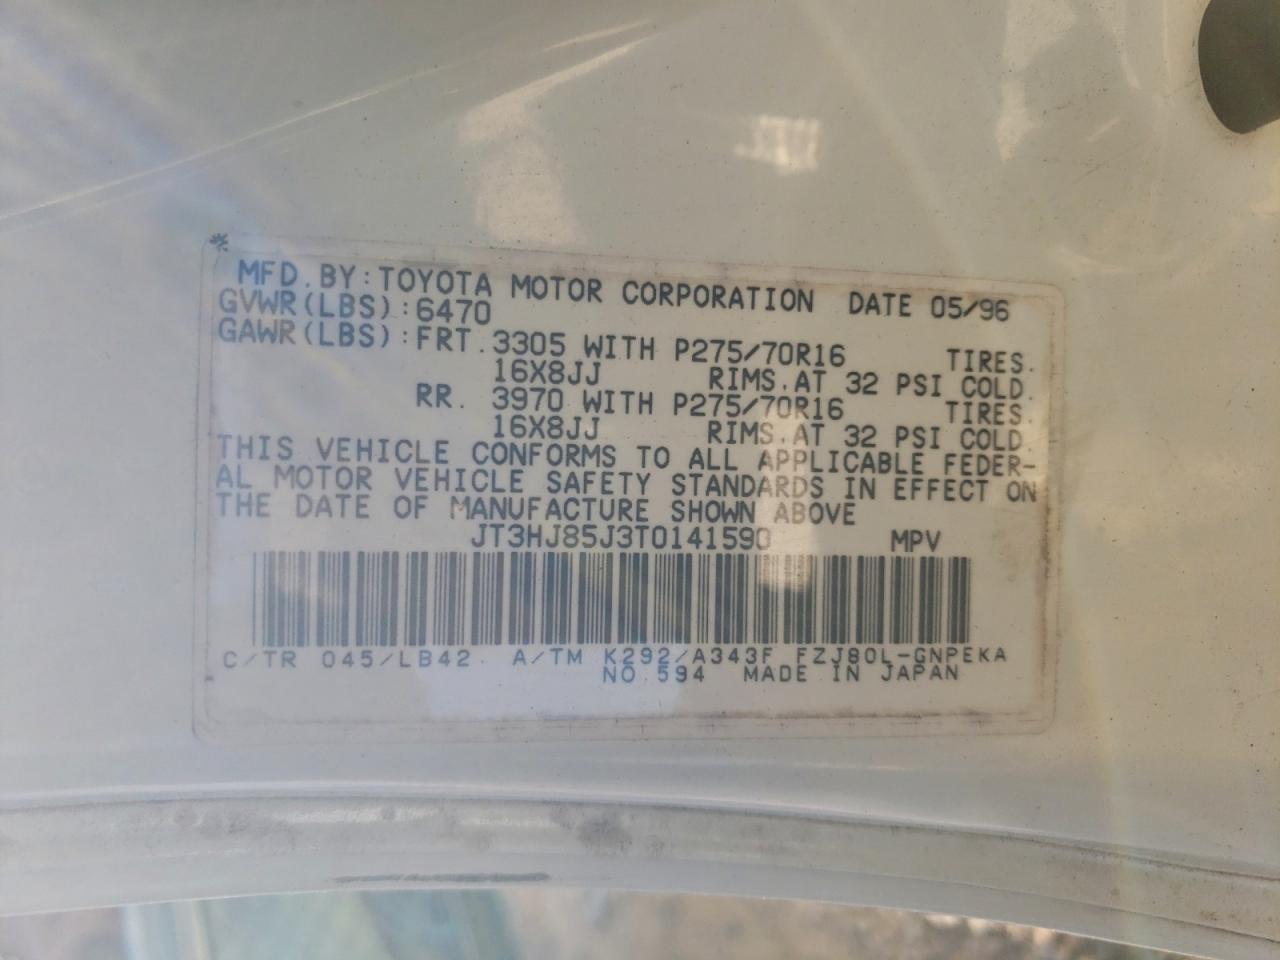 *
MFD. BY: TOYOTA MOTOR CORPORATION DATE 05/96
GVWR(LBS):6470
GAWR(LBS):FRT. 3305 WITH P275/70R16 TIRES.
16X8JJ RIMS.AT 32 PSI COLD.
RR. 3970 WITH P275/70R16 TIRES.
16X8JJ RIMS.AT 32 PSI COLD.
THIS VEHICLE CONFORMS TO ALL APPLICABLE FEDER-
AL MOTOR VEHICLE SAFETY STANDARDS IN EFFECT ON
THE DATE OF MANUFACTURE SHOWN ABOVE
JT3HJ85J3T0141590 MPV
C/TR 045/LB42. A/TM K292/A343F FZJ80L-GNPEKA
NO.594 MADE IN JAPAN